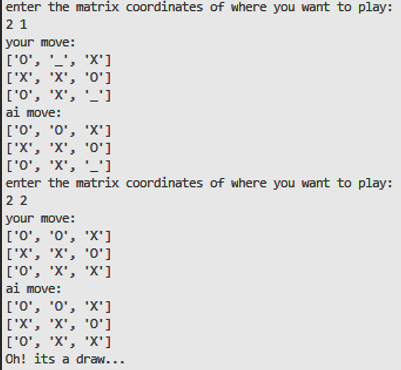 enter the matrix coordinates of where you want to play:
2 1
your move:
['O', '_', 'X']
['X', 'X', 'O']
['O', 'X', '_']
ai move:
['O', 'O', 'X']
['X', 'X', 'O']
['O', 'X', '_']
enter the matrix coordinates of where you want to play:
2 2
your move:
['O', 'O', 'X']
['X', 'X', 'O']
['O', 'X', 'X']
ai move:
['O', 'O', 'X']
['X', 'X', 'O']
['O', 'X', 'X']
Oh! its a draw...